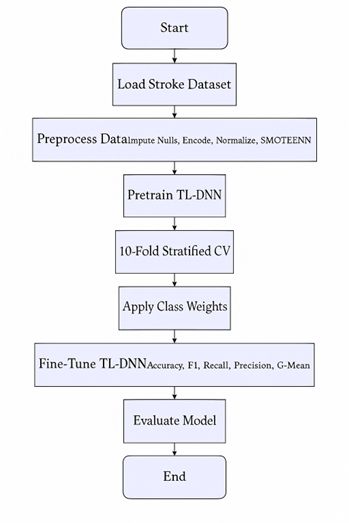 Start
Load Stroke Dataset
Preprocess DataImpute Nulls, Encode, Normalize, SMOTEENN
Pretrain TL-DNN
10-Fold Stratified CV
Apply Class Weights
Fine-Tune TL-DNNAccuracy, F1, Recall, Precision, G-Mean
Evaluate Model
End